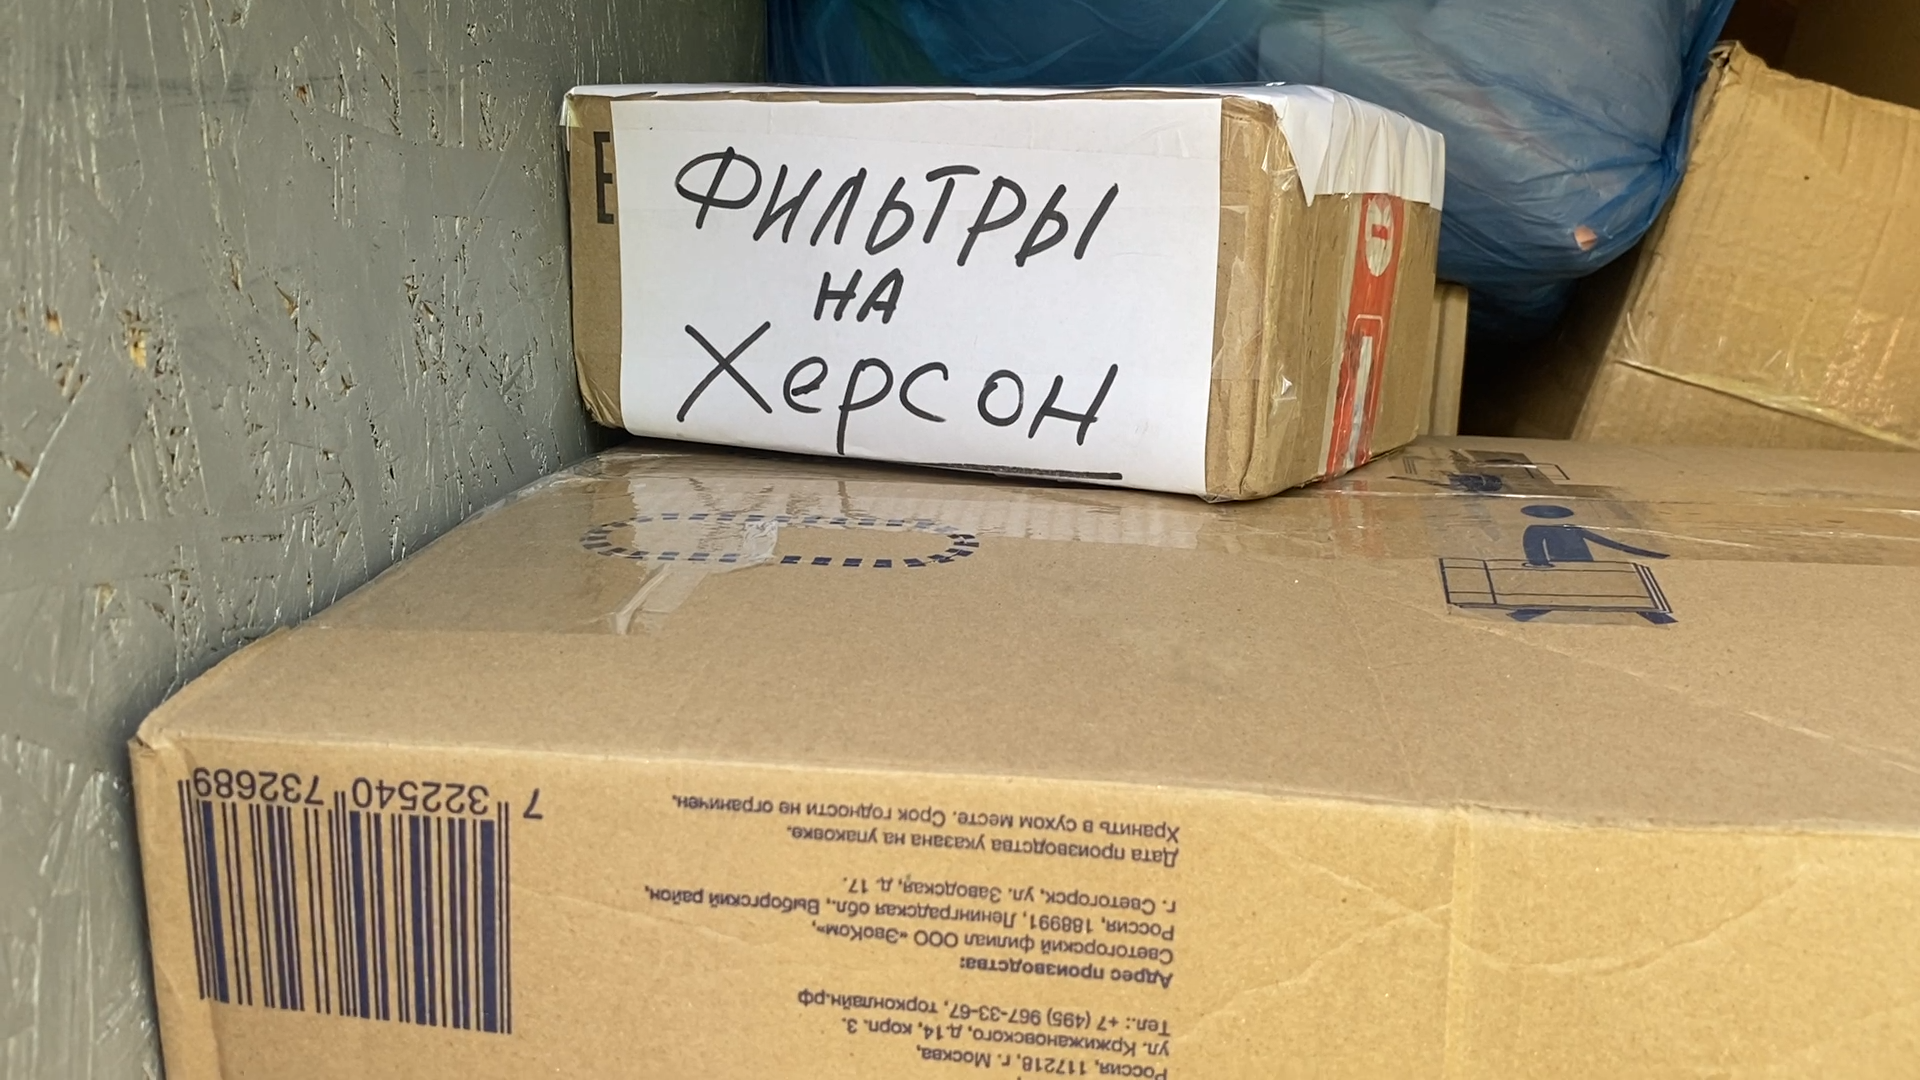 ФИЛЬТРЫ
НА
Херсон
Е
7 322540 732689
Россия, 117218, г. Москва,
ул. Кржижановского, д.14, корп. 3.
Тел.: +7 (495) 967-33-67, торконлайн.рф
Адрес производства:
Светогорский филиал ООО «ЭвоКом»,
Россия, 188991, Ленинградская обл., Выборгский район,
г. Светогорск, ул. Заводская, д. 17.
Дата производства указана на упаковке.
Хранить в сухом месте. Срок годности не ограничен.